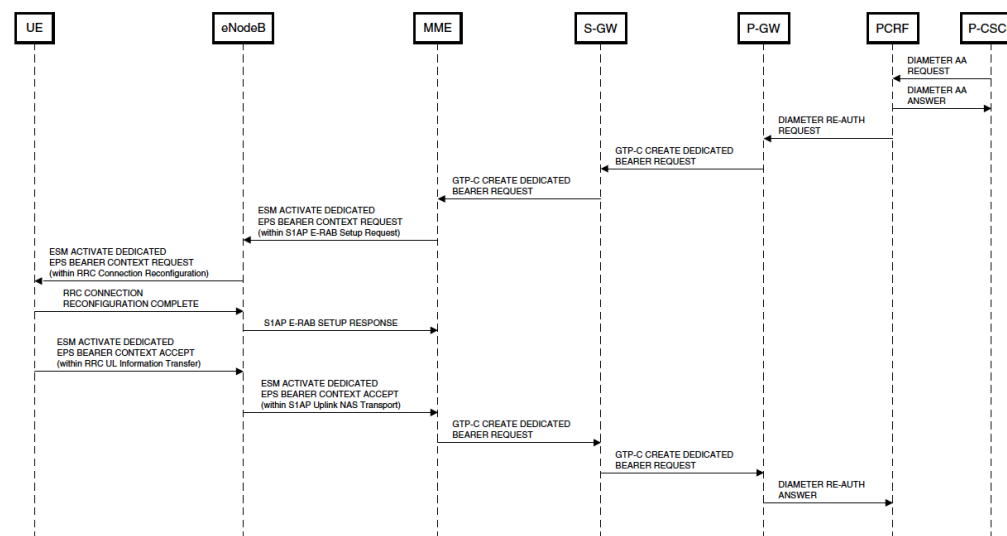 UE
eNodeB
MME
S-GW
P-GW
PCRF
P-CSC
DIAMETER AA
REQUEST
DIAMETER AA
ANSWER
DIAMETER RE-AUTH
REQUEST
GTP-C CREATE DEDICATED
BEARER REQUEST
GTP-C CREATE DEDICATED
BEARER REQUEST
ESM ACTIVATE DEDICATED
EPS BEARER CONTEXT REQUEST
(within S1AP E-RAB Setup Request)
ESM ACTIVATE DEDICATED
EPS BEARER CONTEXT REQUEST
(within RRC Connection Reconfiguration)
RRC CONNECTION
RECONFIGURATION COMPLETE
S1AP E-RAB SETUP RESPONSE
ESM ACTIVATE DEDICATED
EPS BEARER CONTEXT ACCEPT
(within RRC UL Information Transfer)
ESM ACTIVATE DEDICATED
EPS BEARER CONTEXT ACCEPT
(within S1AP Uplink NAS Transport)
GTP-C CREATE DEDICATED
BEARER REQUEST
GTP-C CREATE DEDICATED
BEARER REQUEST
DIAMETER RE-AUTH
ANSWER